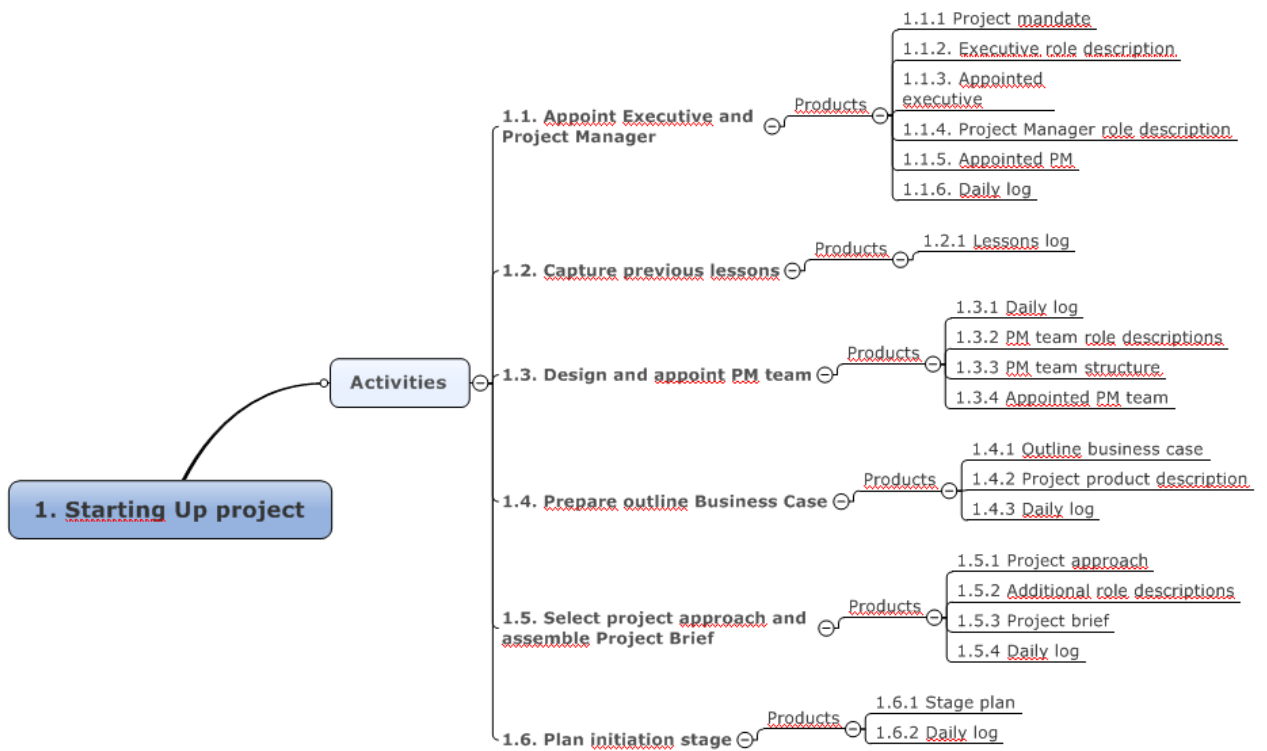 1. Starting Up project
Activities
1.1. Appoint Executive and
Project Manager
Products
1.1.1 Project mandate
1.1.2. Executive role description
1.1.3. Appointed
executive
1.1.4. Project Manager role description
1.1.5. Appointed PM
1.1.6. Daily log
1.2. Capture previous lessons
Products
1.2.1 Lessons log
1.3. Design and appoint PM team
Products
1.3.1 Daily log
1.3.2 PM team role descriptions
1.3.3 PM team structure
1.3.4 Appointed PM team
1.4. Prepare outline Business Case
Products
1.4.1 Outline business case
1.4.2 Project product description
1.4.3 Daily log
1.5. Select project approach and
assemble Project Brief
Products
1.5.1 Project approach
1.5.2 Additional role descriptions
1.5.3 Project brief
1.5.4 Daily log
1.6. Plan initiation stage
Products
1.6.1 Stage plan
1.6.2 Daily log